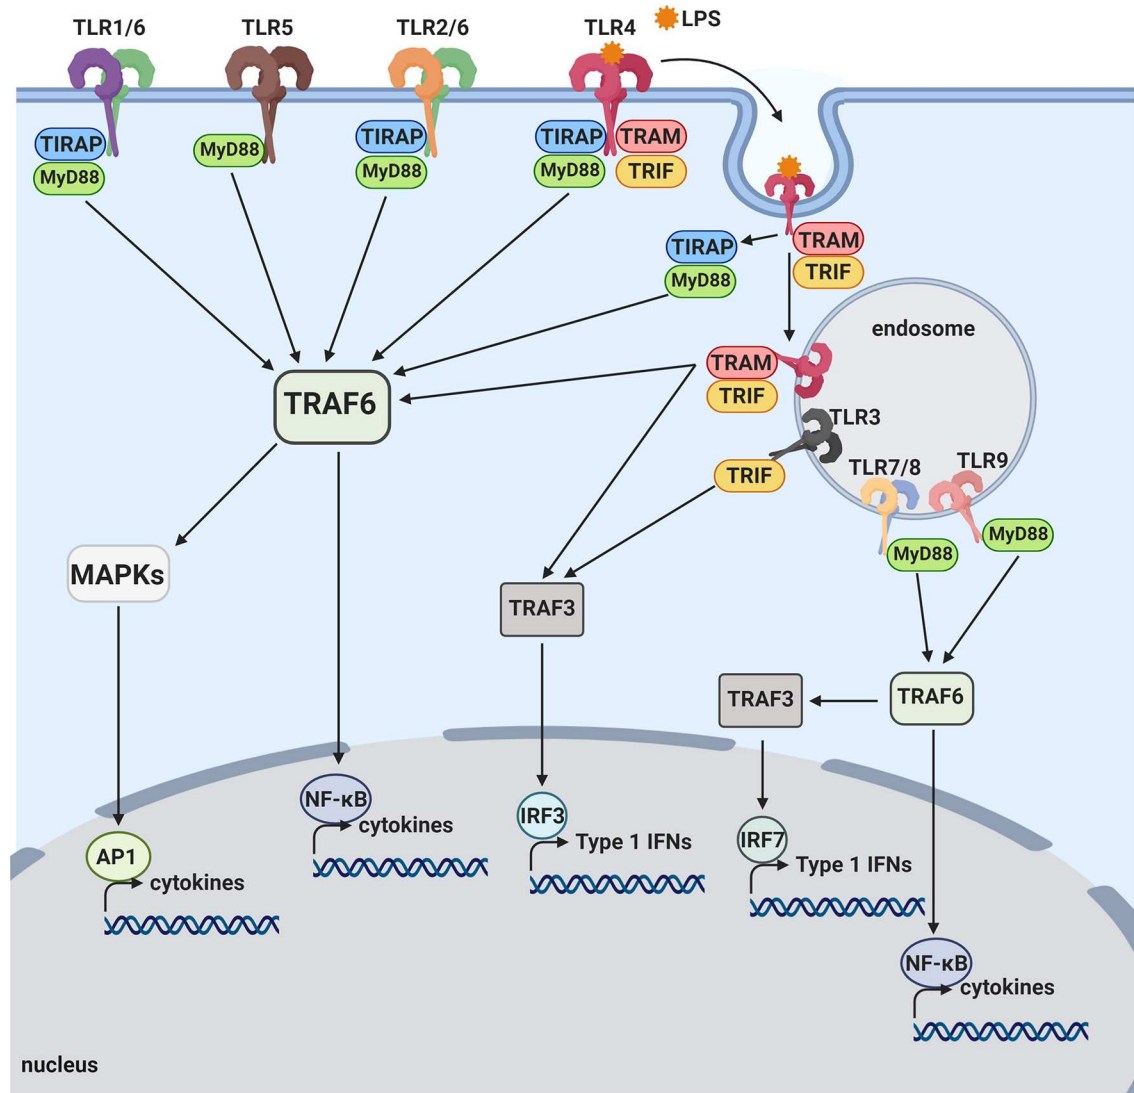 TLR1/6
TLR5
TLR2/6
TLR4
LPS
TIRAP
MyD88
MyD88
TIRAP
MyD88
TIRAP
TRAM
MyD88
TRIF
TIRAP
MyD88
TRAM
TRIF
endosome
TRAM
TRIF
TLR3
TRIF
TLR7/8
TLR9
MyD88
MyD88
TRAF6
MAPKs
TRAF3
TRAF3
TRAF6
NF-κB
cytokines
IRF3
Type 1 IFNs
IRF7
Type 1 IFNs
AP1
cytokines
NF-κB
cytokines
nucleus